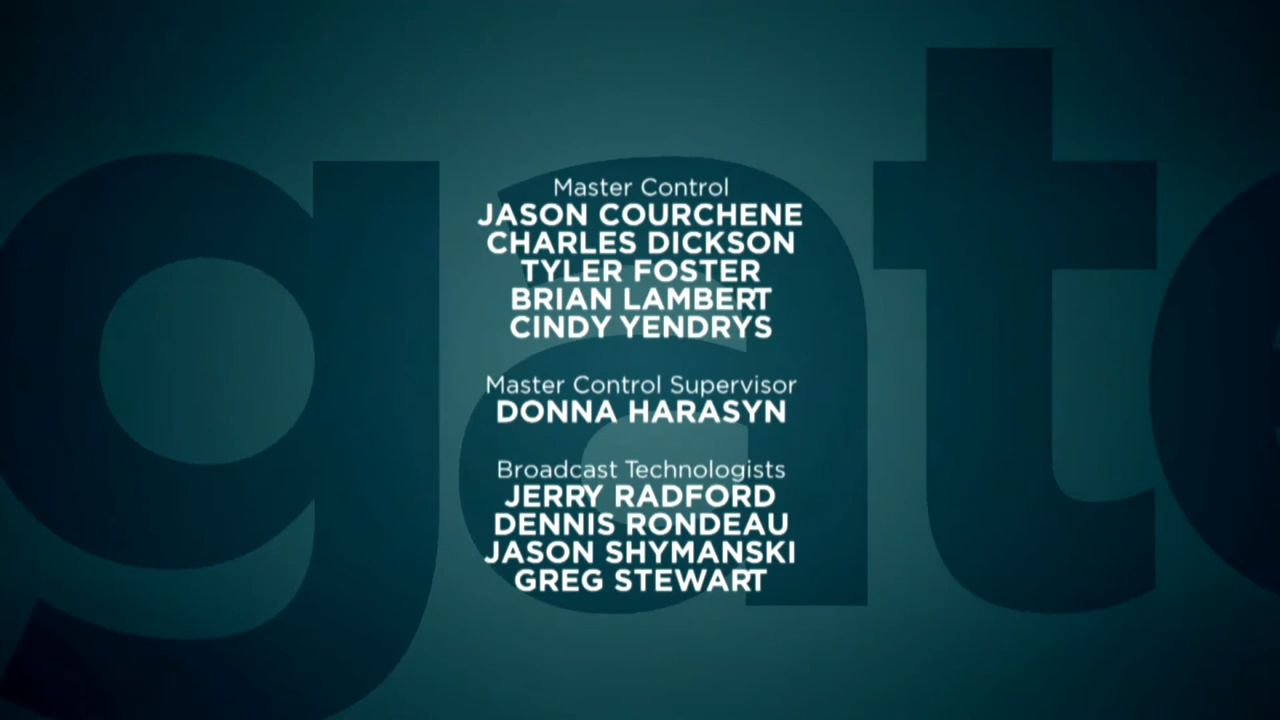 gate
Master Control
JASON COURCHENE
CHARLES DICKSON
TYLER FOSTER
BRIAN LAMBERT
CINDY YENDRYS
Master Control Supervisor
DONNA HARASYN
Broadcast Technologists
JERRY RADFORD
DENNIS RONDEAU
JASON SHYMANSKI
GREG STEWART